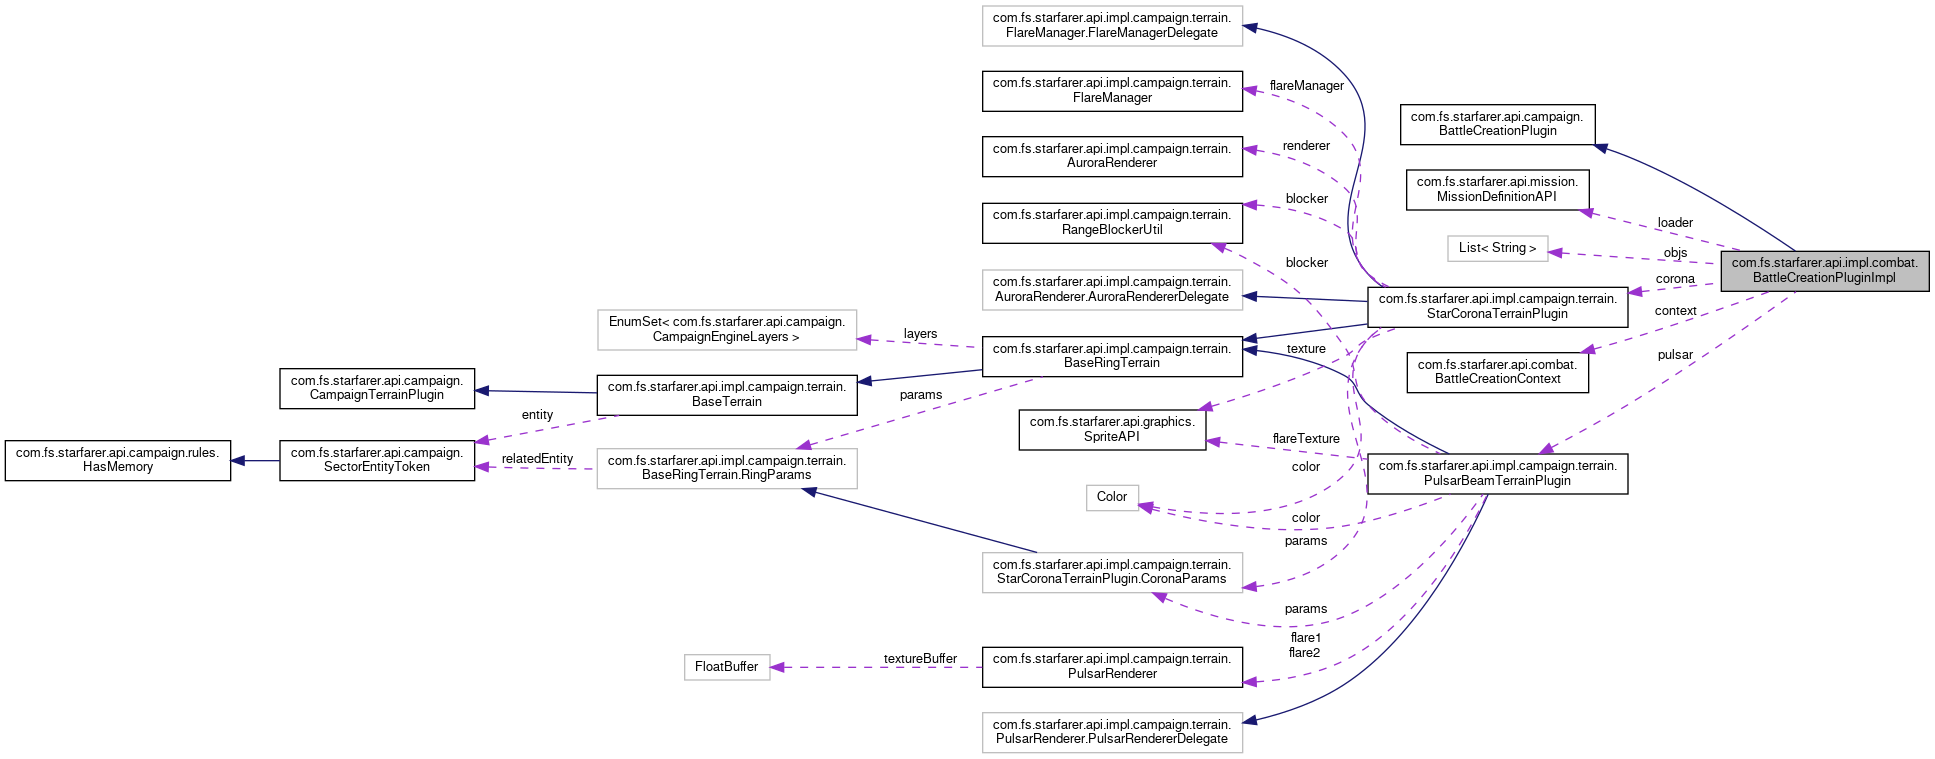 com.fs.starfarer.api.impl.campaign.terrain.
FlareManager.FlareManagerDelegate
com.fs.starfarer.api.impl.campaign.terrain.
FlareManager
flareManager
com.fs.starfarer.api.campaign.
BattleCreationPlugin
com.fs.starfarer.api.impl.campaign.terrain.
AuroraRenderer
renderer
com.fs.starfarer.api.mission.
MissionDefinitionAPI
com.fs.starfarer.api.impl.campaign.terrain.
RangeBlockerUtil
blocker
loader
List< String >
objs
blocker
com.fs.starfarer.api.impl.combat.
BattleCreationPluginImpl
com.fs.starfarer.api.impl.campaign.terrain.
AuroraRenderer.AuroraRendererDelegate
corona
com.fs.starfarer.api.impl.campaign.terrain.
StarCoronaTerrainPlugin
context
EnumSet< com.fs.starfarer.api.campaign.
CampaignEngineLayers >
layers
com.fs.starfarer.api.impl.campaign.terrain.
BaseRingTerrain
texture
pulsar
com.fs.starfarer.api.combat.
BattleCreationContext
com.fs.starfarer.api.campaign.
CampaignTerrainPlugin
com.fs.starfarer.api.impl.campaign.terrain.
BaseTerrain
params
entity
com.fs.starfarer.api.graphics.
SpriteAPI
flareTexture
com.fs.starfarer.api.campaign.rules.
HasMemory
com.fs.starfarer.api.campaign.
SectorEntityToken
relatedEntity
com.fs.starfarer.api.impl.campaign.terrain.
BaseRingTerrain.RingParams
color
com.fs.starfarer.api.impl.campaign.terrain.
PulsarBeamTerrainPlugin
Color
color
params
com.fs.starfarer.api.impl.campaign.terrain.
StarCoronaTerrainPlugin.CoronaParams
params
flare1
flare2
FloatBuffer
textureBuffer
com.fs.starfarer.api.impl.campaign.terrain.
PulsarRenderer
com.fs.starfarer.api.impl.campaign.terrain.
PulsarRenderer.PulsarRendererDelegate